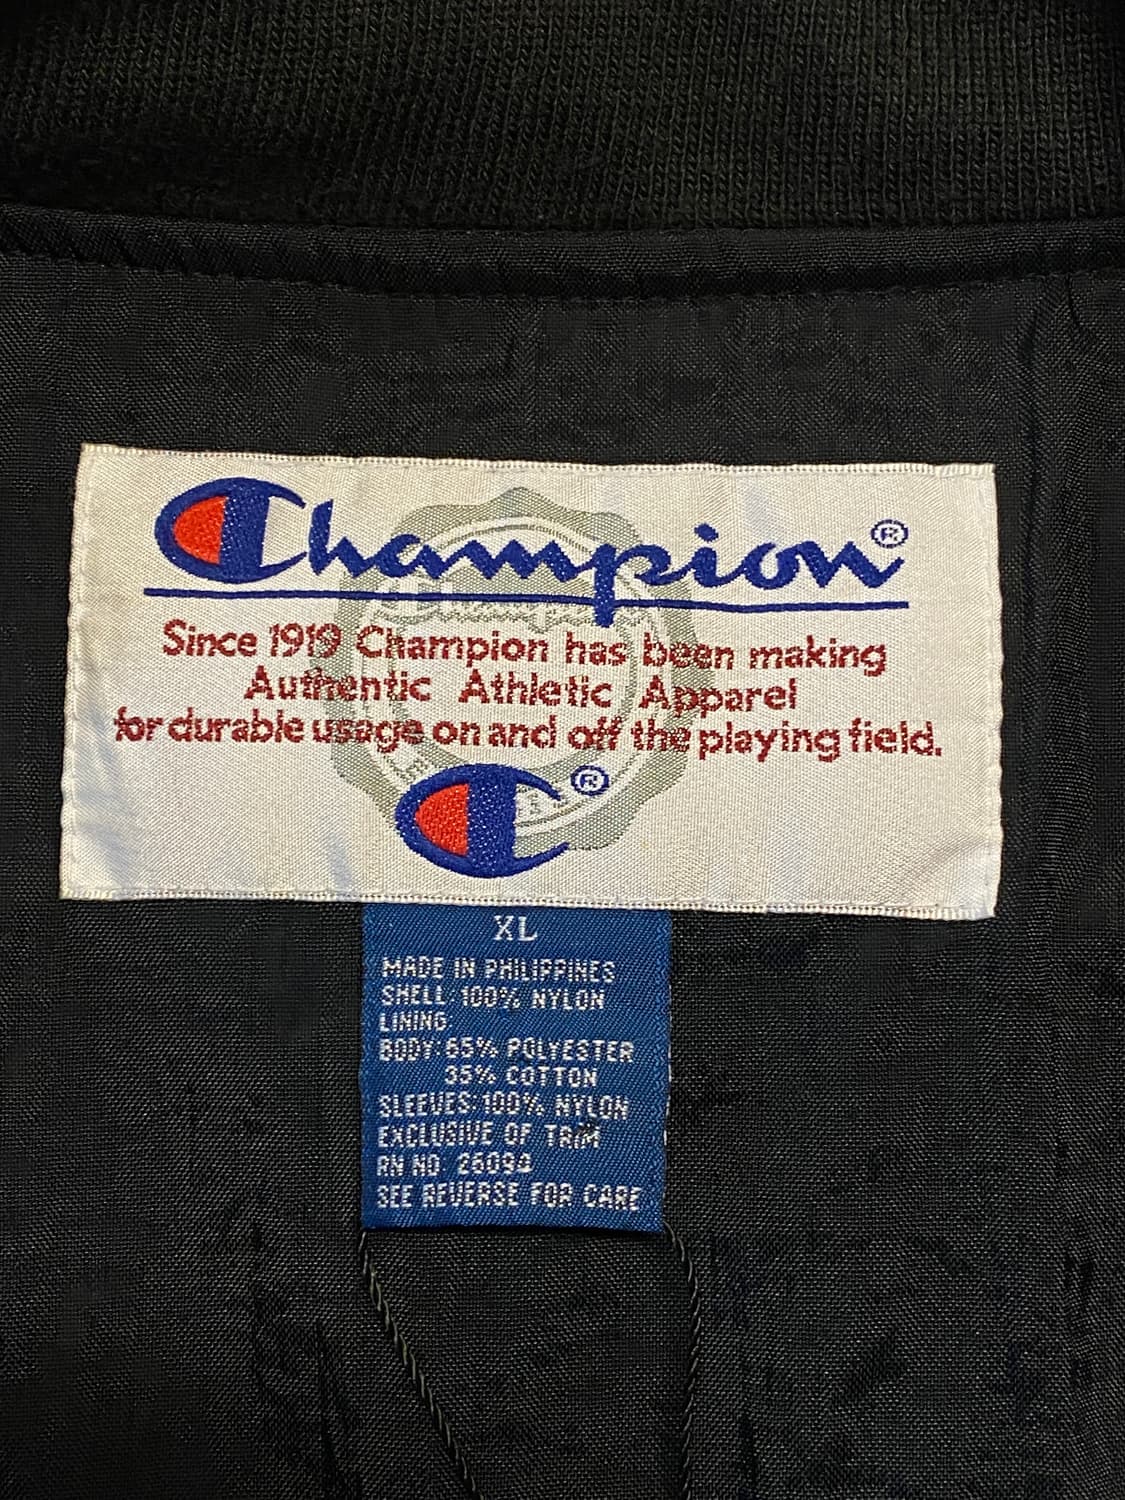 Champion®
Since 1919 Champion has been making
Authentic Athletic Apparel
for durable usage on and off the playing field.
C®
XL
MADE IN PHILIPPINES
SHELL: 100% NYLON
LINING:
BODY: 65% POLYESTER
35% COTTON
SLEEVES: 100% NYLON
EXCLUSIVE OF TRIM
RN NO 26094
SEE REVERSE FOR CARE